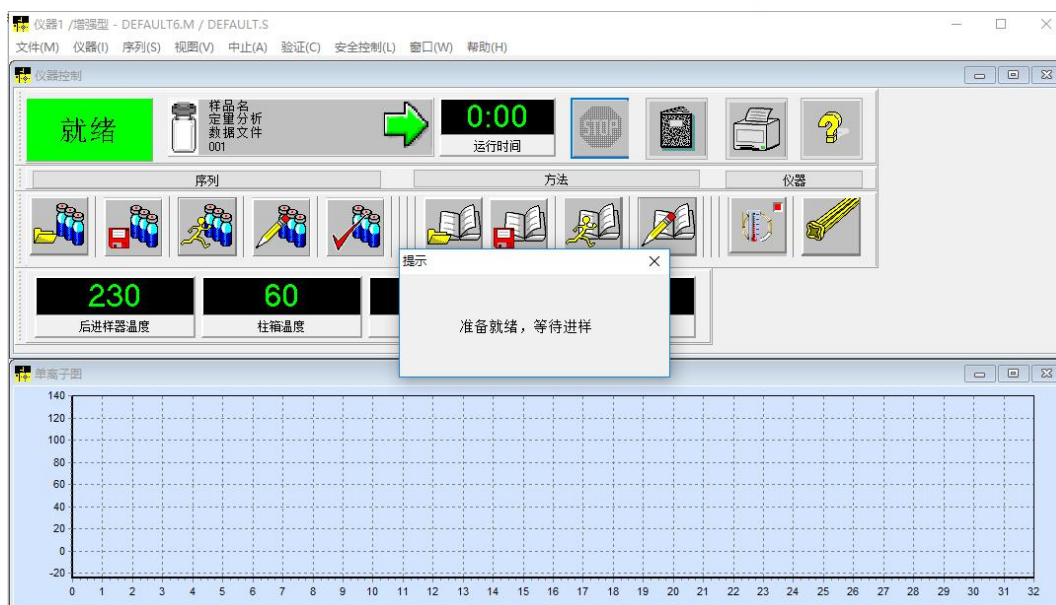 仪器1 /增强型 - DEFAULT6.M / DEFAULT.S
文件(M) 仪器(I) 序列(S) 视图(V) 中止(A) 验证(C) 安全控制(L) 窗口(W) 帮助(H)
仪器控制
就绪
样品名
定量分析
数据文件
001
0:00
运行时间
STOP
序列 方法 仪器
230
后进样器温度
60
柱箱温度
提示
准备就绪，等待进样
单离子图
140
120
100
80
60
40
20
0
-20
0 1 2 3 4 5 6 7 8 9 10 11 12 13 14 15 16 17 18 19 20 21 22 23 24 25 26 27 28 29 30 31 32